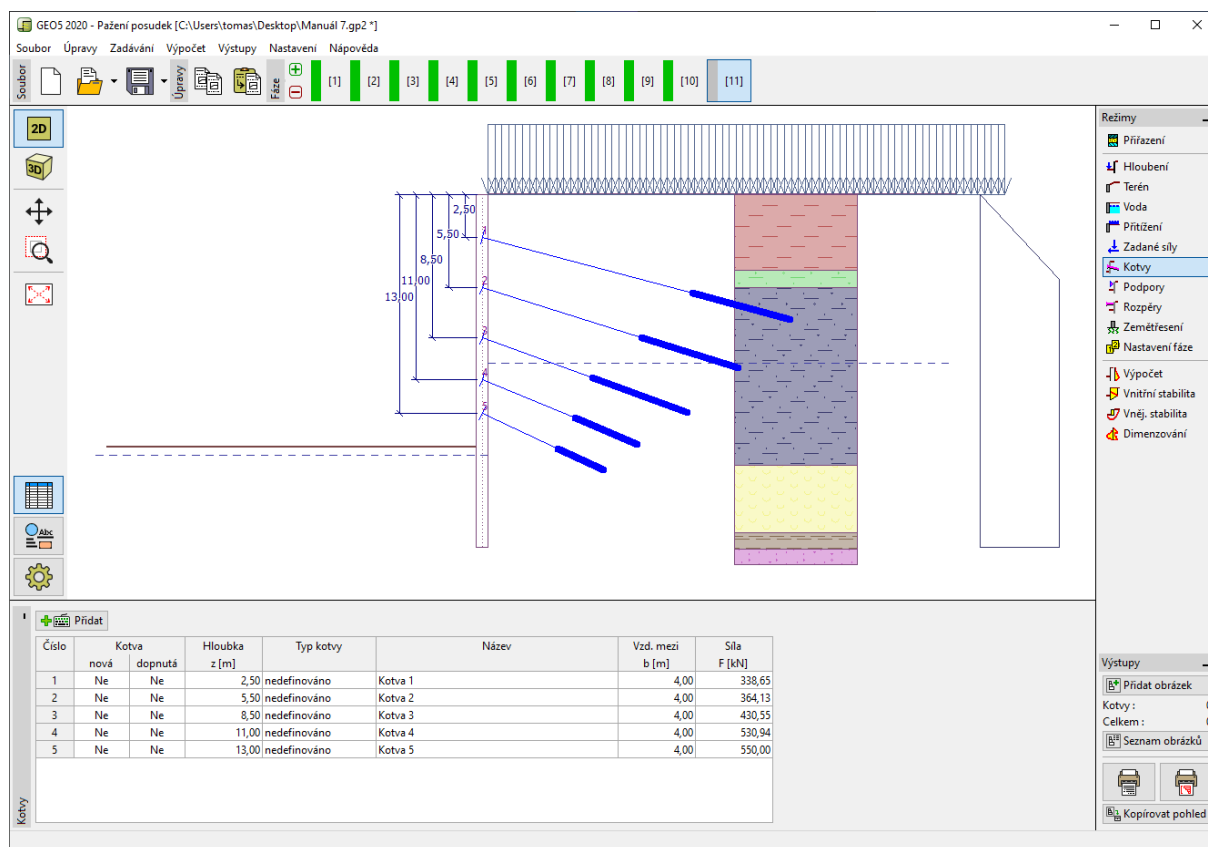 GEO5 2020 - Pažení posudek [C:\Users\tomas\Desktop\Manuál 7.gp2 *]
Soubor Úpravy Zadávání Výpočet Výstupy Nastavení Nápověda
Soubor
Úpravy
Fáze
[1] [2] [3] [4] [5] [6] [7] [8] [9] [10] [11]
2D
3D
Abc
2,50
5,50
8,50
11,00
13,00
1
2
3
4
5
Režimy
Přiřazení
Hloubení
Terén
Voda
Přitížení
Zadané síly
Kotvy
Podpory
Rozpěry
Zemětřesení
Nastavení fáze
Výpočet
Vnitřní stabilita
Vněj. stabilita
Dimenzování
Kotvy
Přidat
Číslo Kotva Hloubka Typ kotvy Název Vzd. mezi Síla
nová dopnutá z [m] b [m] F [kN]
1 Ne Ne 2,50 nedefinováno Kotva 1 4,00 338,65
2 Ne Ne 5,50 nedefinováno Kotva 2 4,00 364,13
3 Ne Ne 8,50 nedefinováno Kotva 3 4,00 430,55
4 Ne Ne 11,00 nedefinováno Kotva 4 4,00 530,94
5 Ne Ne 13,00 nedefinováno Kotva 5 4,00 550,00
Výstupy
Přidat obrázek
Kotvy : 0
Celkem : 0
Seznam obrázků
Kopírovat pohled